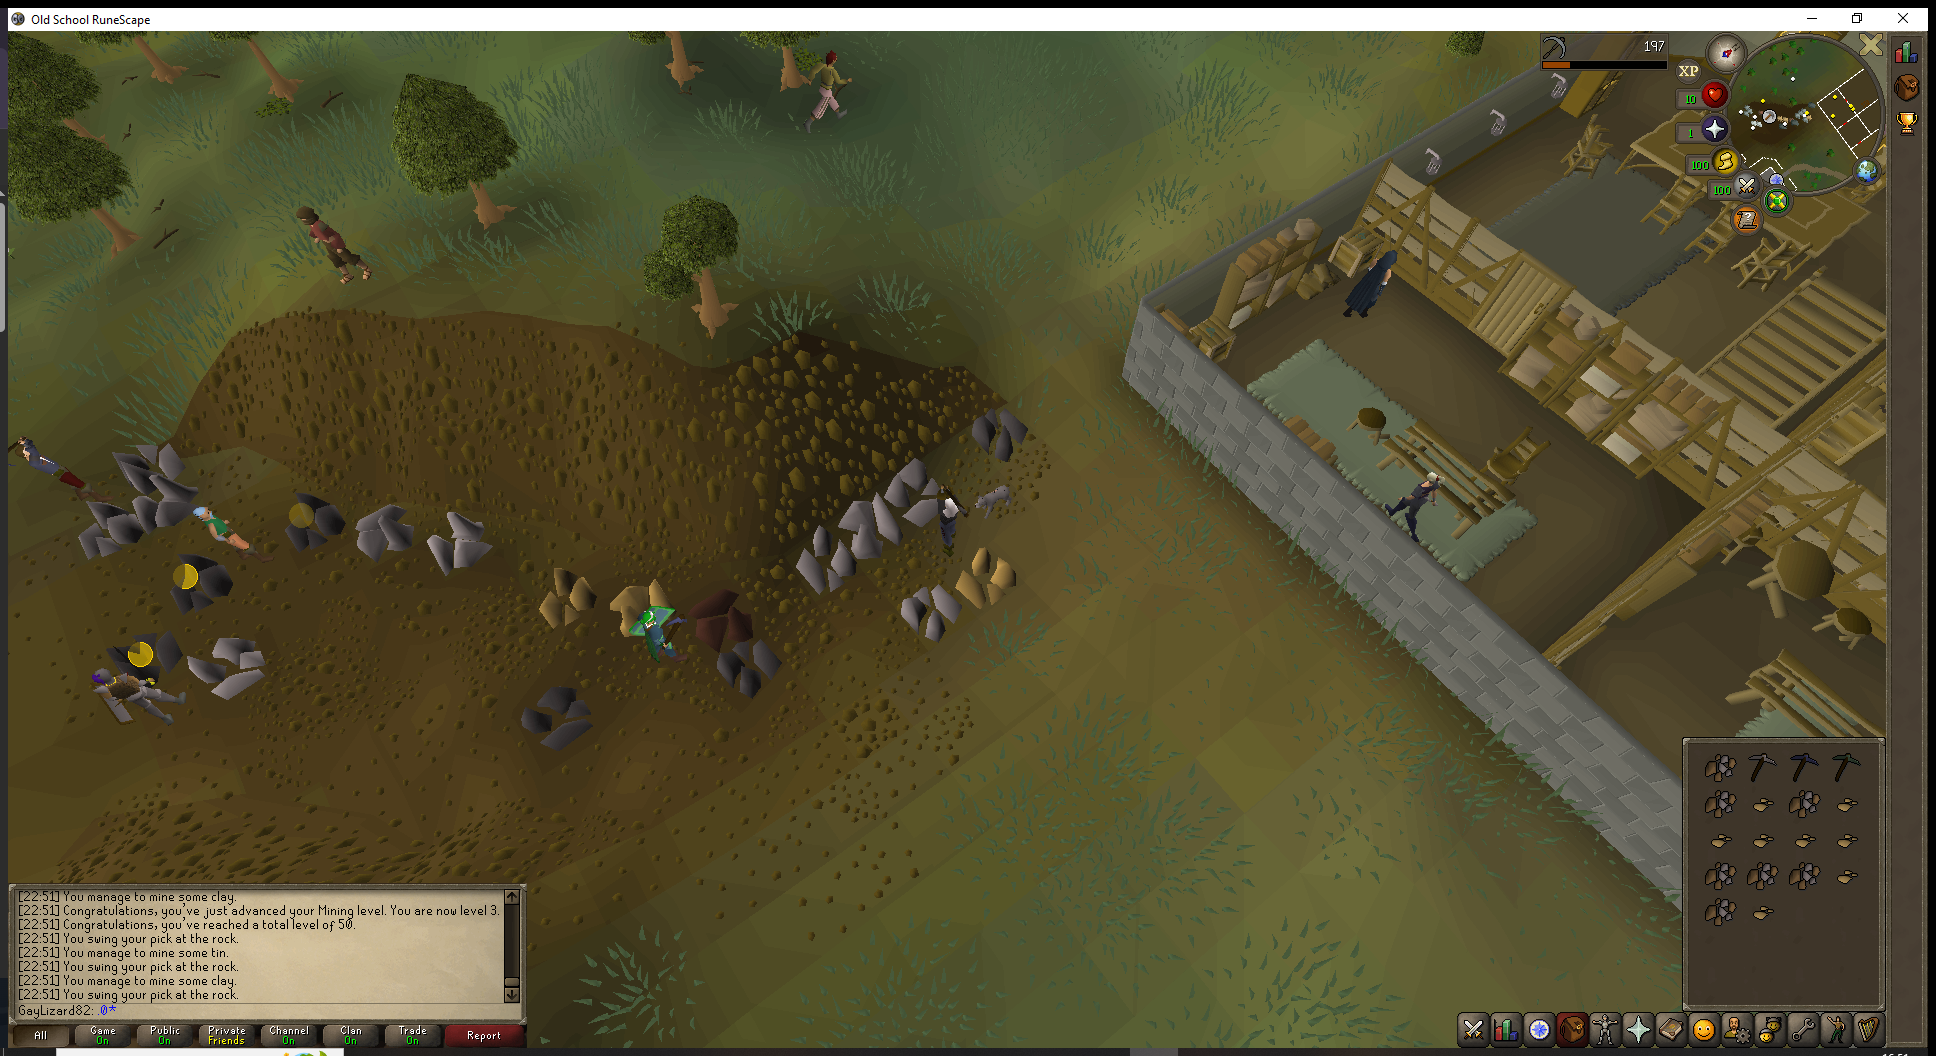 Old School RuneScape
197
XP
10
1
100
100
[22:51] You manage to mine some clay.
[22:51] Congratulations, you've just advanced your Mining level. You are now level 3.
[22:51] Congratulations, you've reached a total level of 50.
[22:51] You swing your pick at the rock.
[22:51] You manage to mine some tin.
[22:51] You swing your pick at the rock.
[22:51] You manage to mine some clay.
[22:51] You swing your pick at the rock.
GayLizard82: .0*
All
Game On
Public On
Private Friends
Channel On
Clan On
Trade On
Report